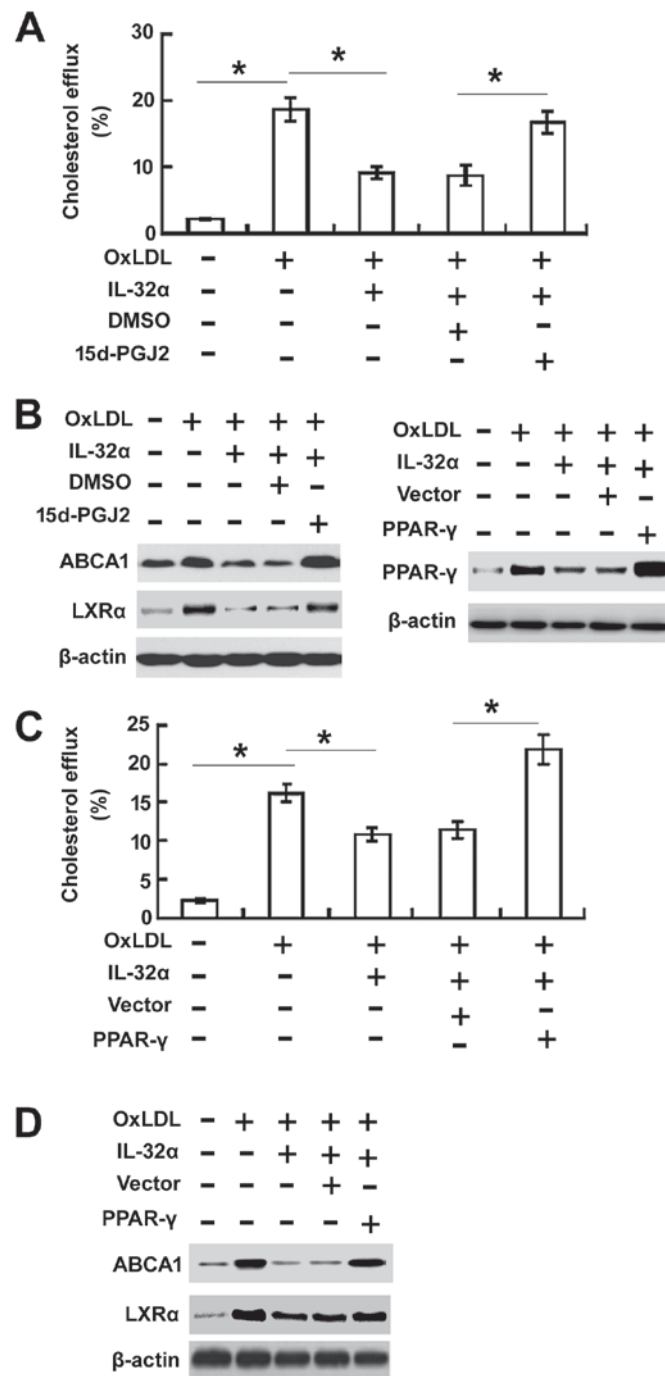 A
Cholesterol efflux
(%)
30
20
10
0
* * *
OxLDL – + + + +
IL-32α – – + + +
DMSO – – – + –
15d-PGJ2 – – – – +
B
OxLDL – + + + +
IL-32α – – + + +
DMSO – – – + –
15d-PGJ2 – – – – +
ABCA1
LXRα
β-actin
OxLDL – + + + +
IL-32α – – + + +
Vector – – – + –
PPAR-γ – – – – +
PPAR-γ
β-actin
C
Cholesterol efflux
(%)
25
20
15
10
5
0
* * *
OxLDL – + + + +
IL-32α – – + + +
Vector – – – + –
PPAR-γ – – – – +
D
OxLDL – + + + +
IL-32α – – + + +
Vector – – – + –
PPAR-γ – – – – +
ABCA1
LXRα
β-actin